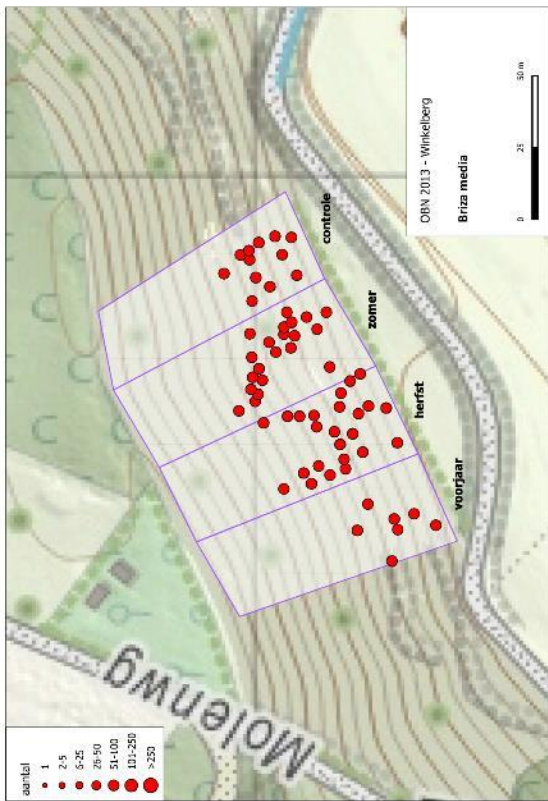 aantal
1
2-5
6-25
26-50
51-100
101-250
>250
Molenwg
voorjaar
herfst
zomer
controle
OBN 2013 - Winkelberg
Briza media
0 25 50 m